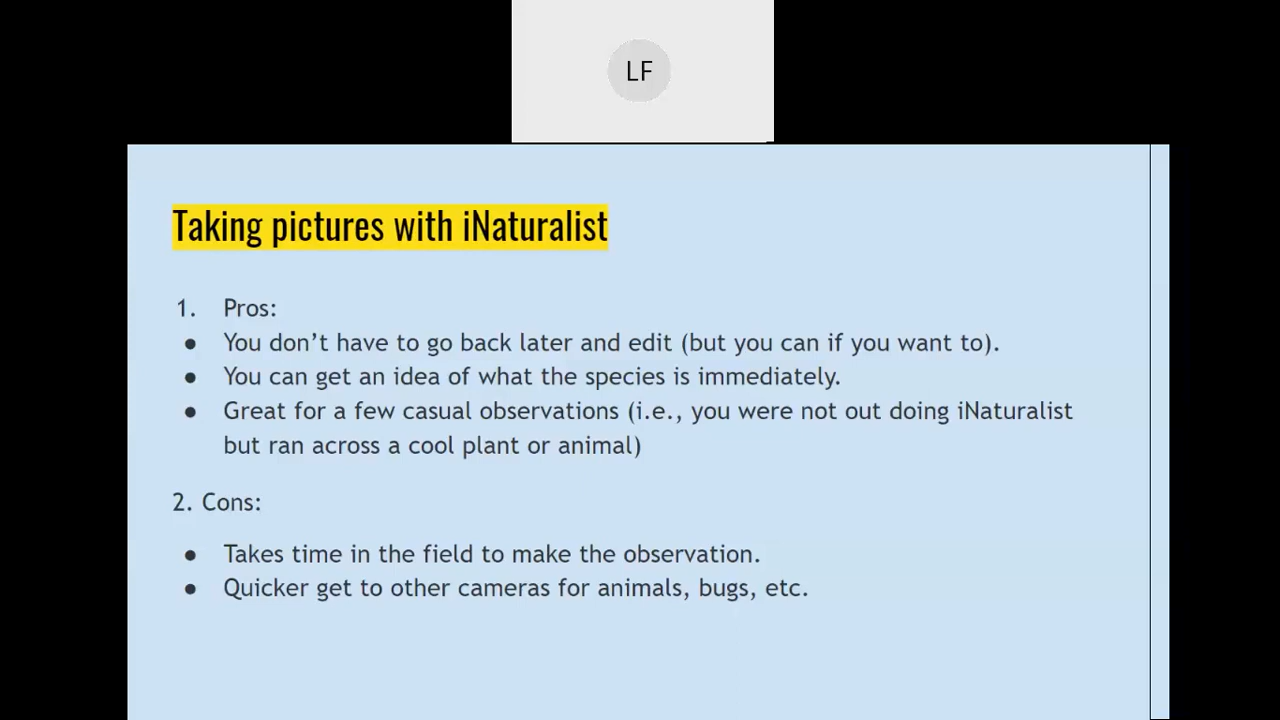 LF
Taking pictures with iNaturalist
1. Pros:
● You don’t have to go back later and edit (but you can if you want to).
● You can get an idea of what the species is immediately.
● Great for a few casual observations (i.e., you were not out doing iNaturalist
but ran across a cool plant or animal)
2. Cons:
● Takes time in the field to make the observation.
● Quicker get to other cameras for animals, bugs, etc.